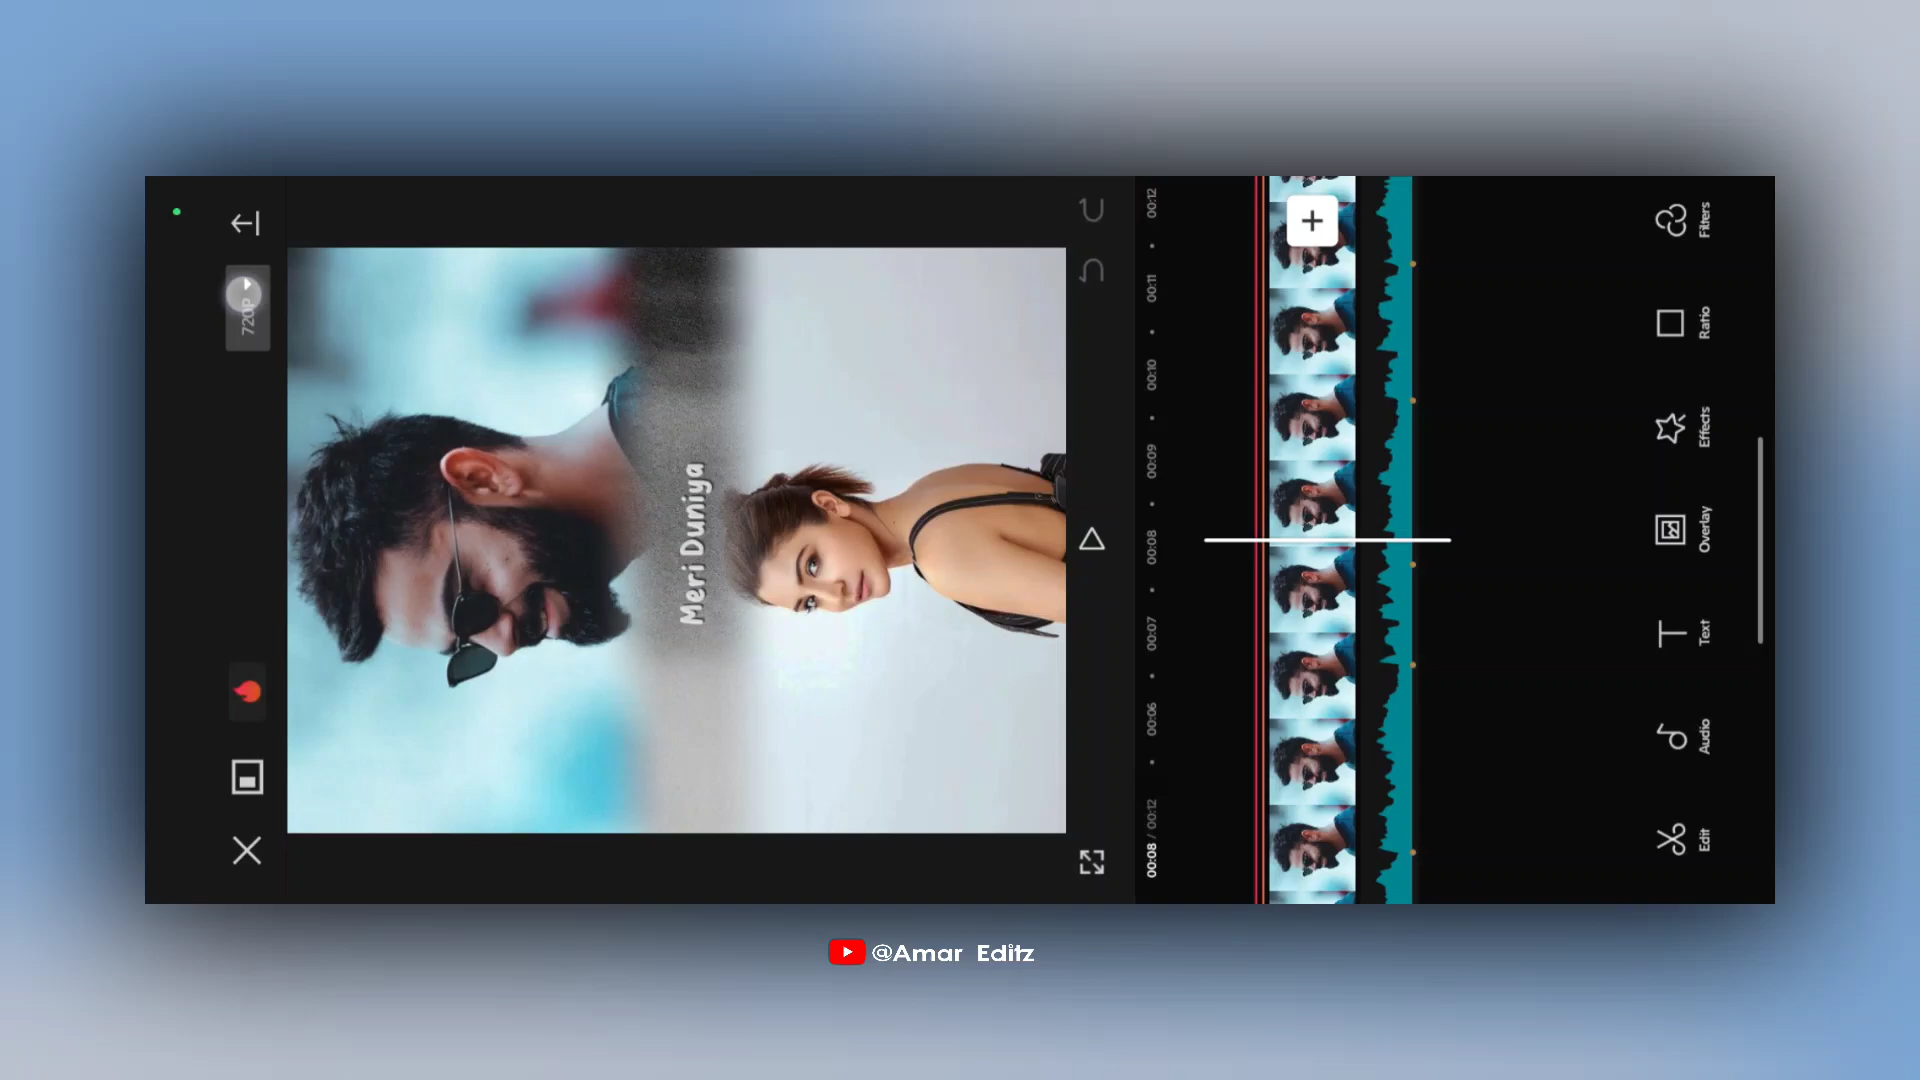 720P
Meri Duniya
00:08 / 00:12
00:06
00:07
00:08
00:09
00:10
00:11
00:12
Edit
Audio
Text
Overlay
Effects
Ratio
Filters
@Amar Editz